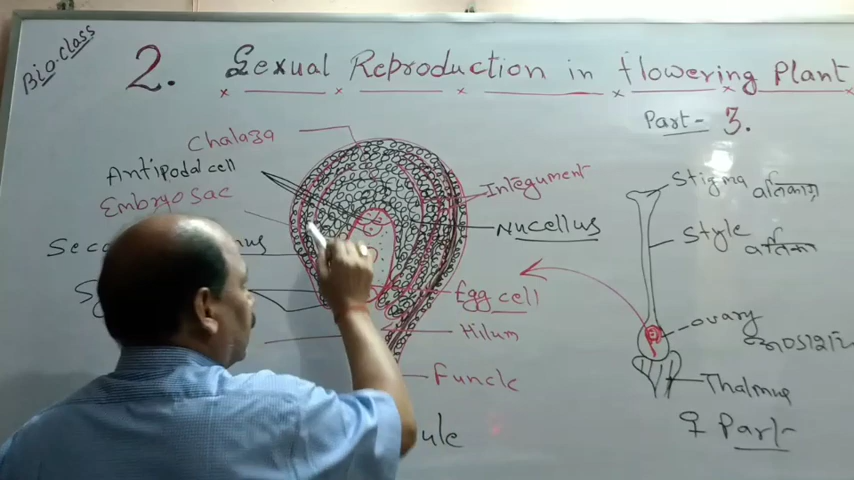 Bio-Class
2. Sexual Reproduction in flowering Plant
Part- 3.
Chalaza
Antipodal cell
Embryo sac
Integument
Nucellus
Egg cell
Hilum
Funcle
Stigma
Style
ovary
Thalmus
♀ Part